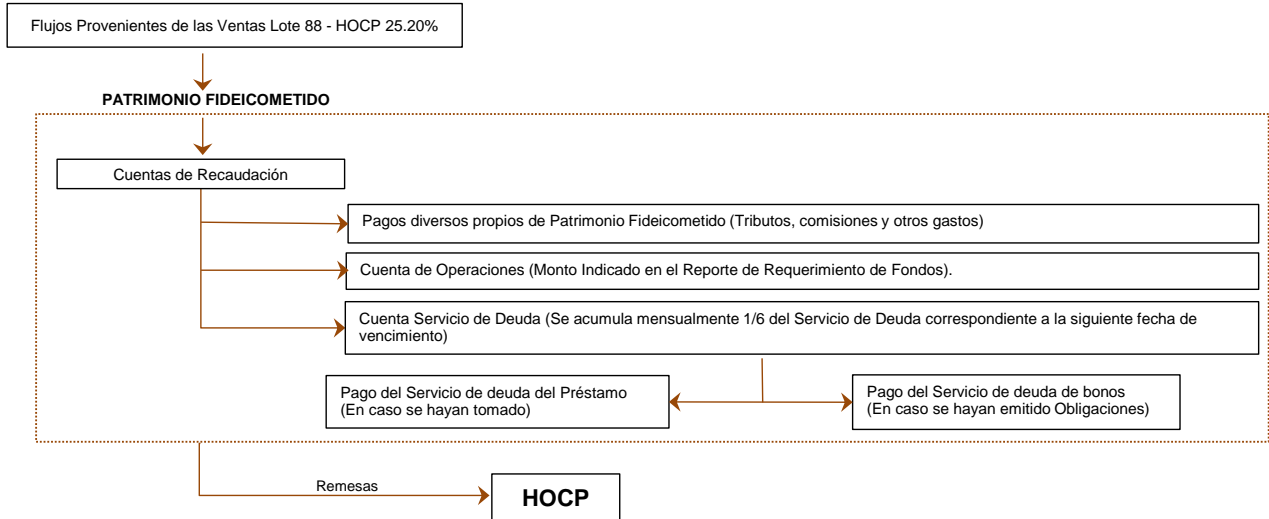 Flujos Provenientes de las Ventas Lote 88 - HOCP 25.20%
PATRIMONIO FIDEICOMETIDO
Cuentas de Recaudación
Pagos diversos propios de Patrimonio Fideicometido (Tributos, comisiones y otros gastos)
Cuenta de Operaciones (Monto Indicado en el Reporte de Requerimiento de Fondos).
Cuenta Servicio de Deuda (Se acumula mensualmente 1/6 del Servicio de Deuda correspondiente a la siguiente fecha de
vencimiento)
Pago del Servicio de deuda del Préstamo
(En caso se hayan tomado)
Pago del Servicio de deuda de bonos
(En caso se hayan emitido Obligaciones)
Remesas
HOCP